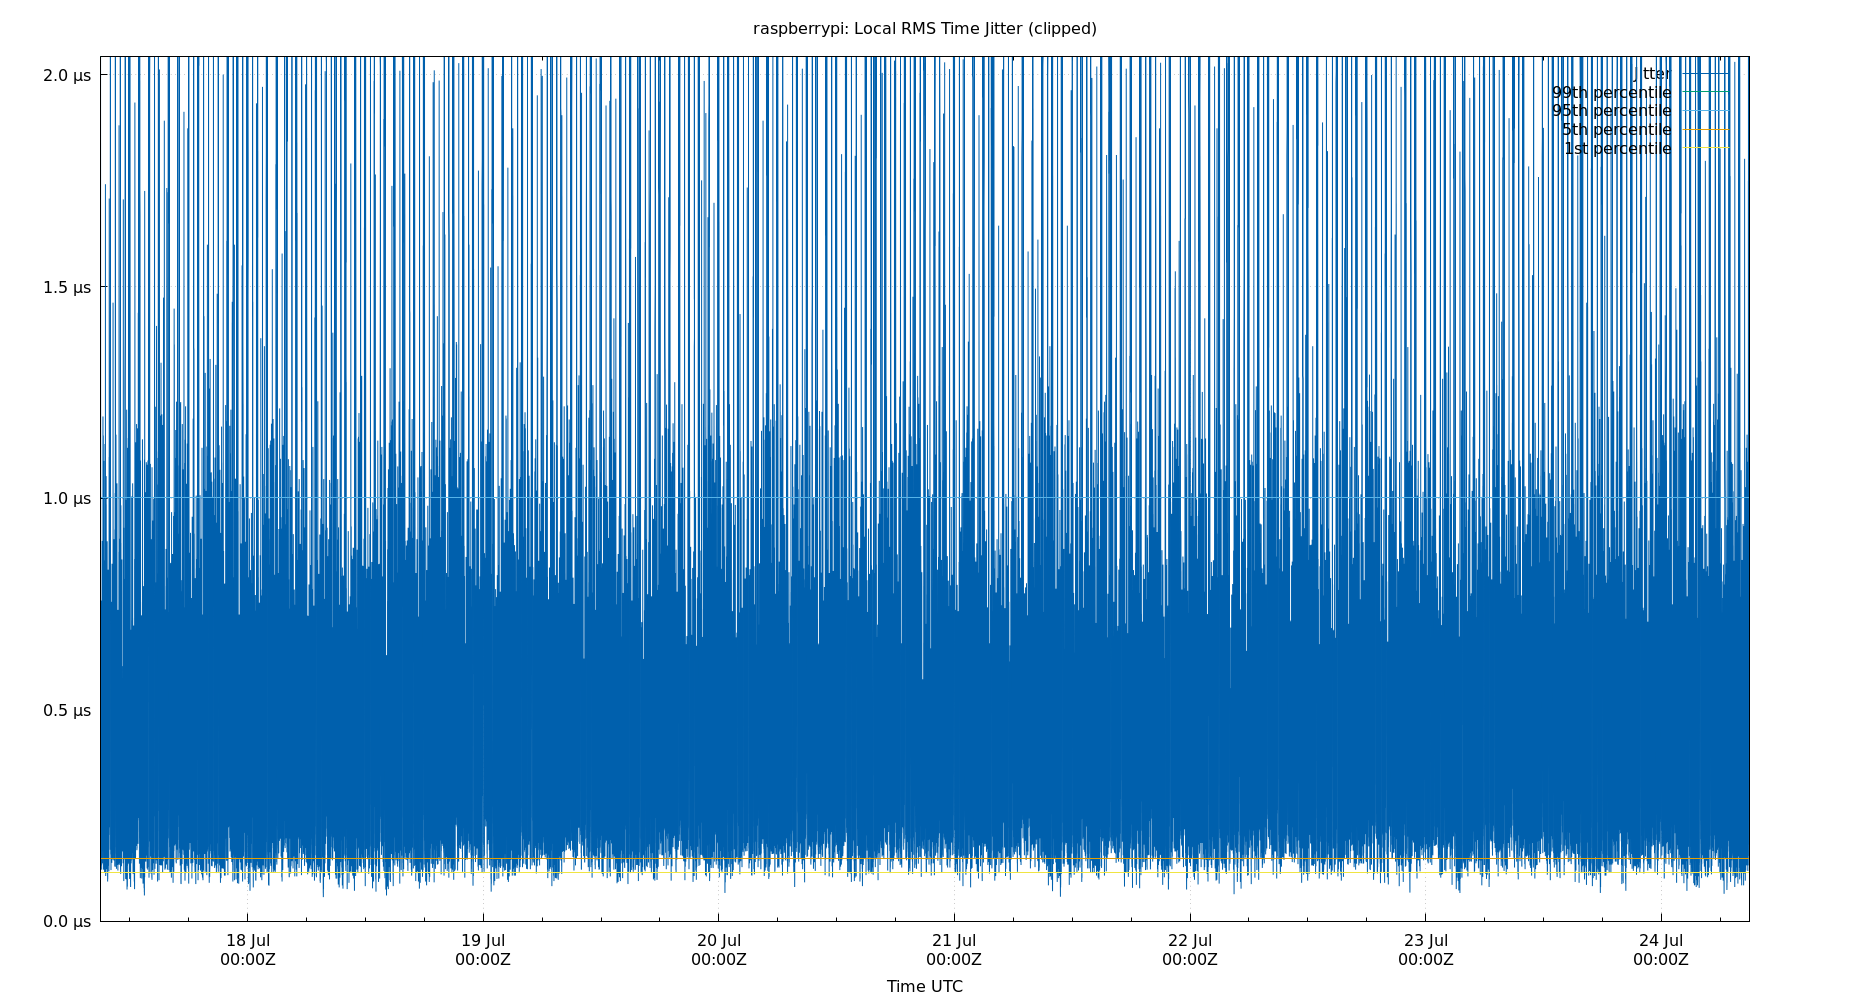 raspberrypi: Local RMS Time Jitter (clipped)
2.0 µs
1.5 µs
1.0 µs
0.5 µs
0.0 µs
Jitter
99th percentile
95th percentile
5th percentile
1st percentile
18 Jul
00:00Z
19 Jul
00:00Z
20 Jul
00:00Z
21 Jul
00:00Z
22 Jul
00:00Z
23 Jul
00:00Z
24 Jul
00:00Z
Time UTC